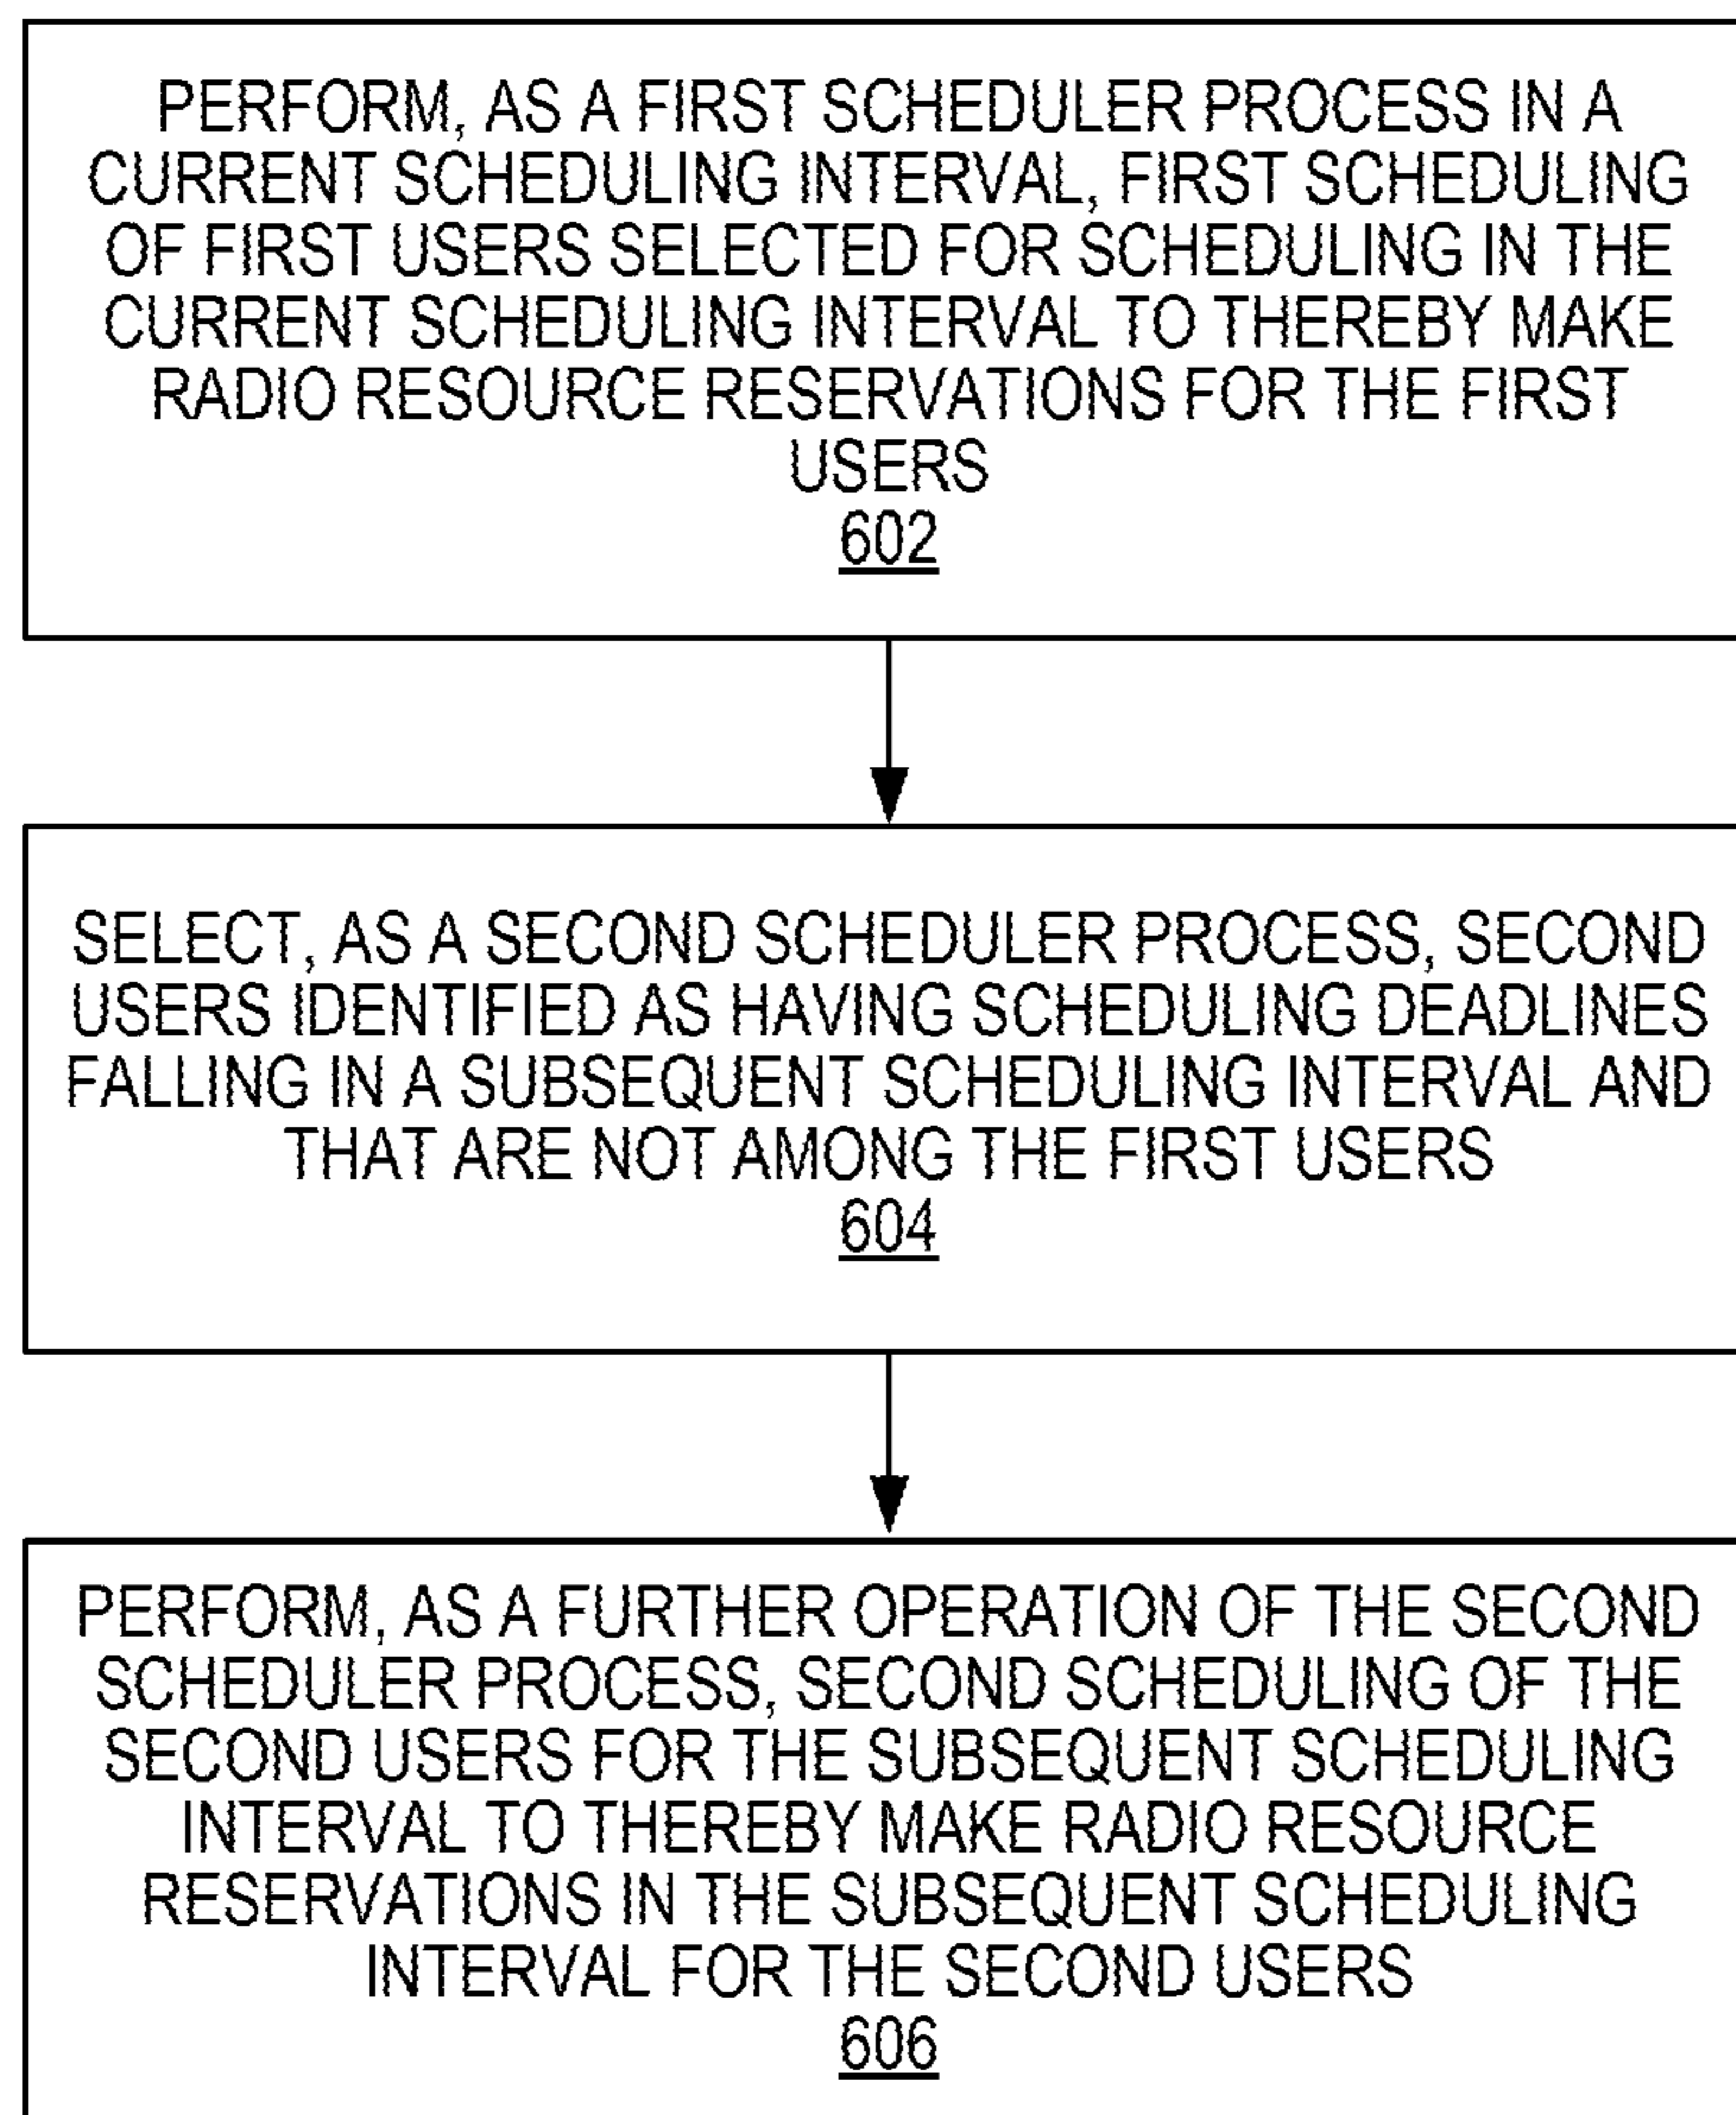 PERFORM, AS A FIRST SCHEDULER PROCESS IN A
CURRENT SCHEDULING INTERVAL, FIRST SCHEDULING
OF FIRST USERS SELECTED FOR SCHEDULING IN THE
CURRENT SCHEDULING INTERVAL TO THEREBY MAKE
RADIO RESOURCE RESERVATIONS FOR THE FIRST
USERS
602
SELECT, AS A SECOND SCHEDULER PROCESS, SECOND
USERS IDENTIFIED AS HAVING SCHEDULING DEADLINES
FALLING IN A SUBSEQUENT SCHEDULING INTERVAL AND
THAT ARE NOT AMONG THE FIRST USERS
604
PERFORM, AS A FURTHER OPERATION OF THE SECOND
SCHEDULER PROCESS, SECOND SCHEDULING OF THE
SECOND USERS FOR THE SUBSEQUENT SCHEDULING
INTERVAL TO THEREBY MAKE RADIO RESOURCE
RESERVATIONS IN THE SUBSEQUENT SCHEDULING
INTERVAL FOR THE SECOND USERS
606